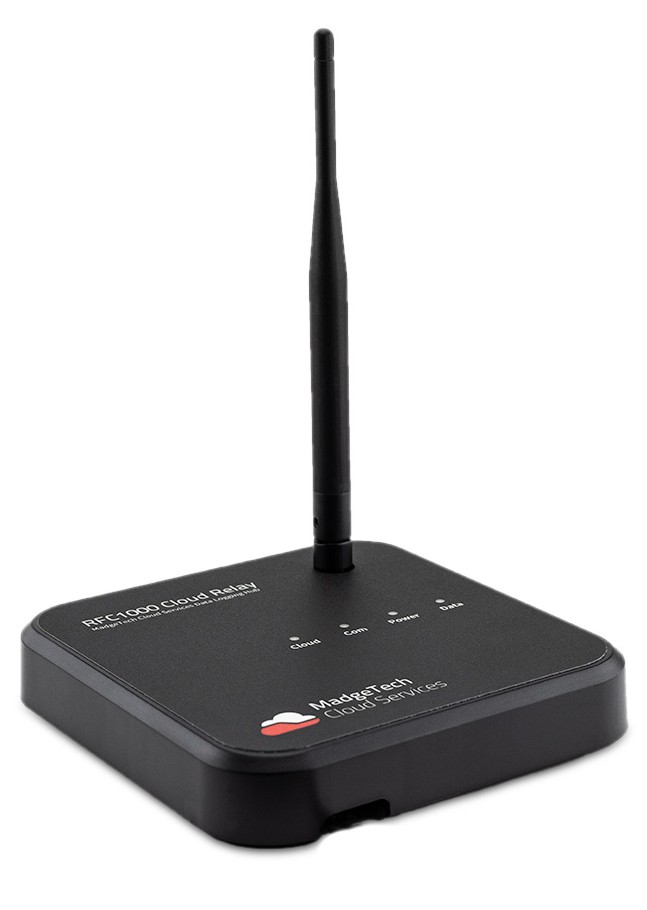 RFC1000 Cloud Relay
MadgeTech Cloud Services Data Logging Hub
Cloud
Com
Power
Data
MadgeTech
Cloud Services